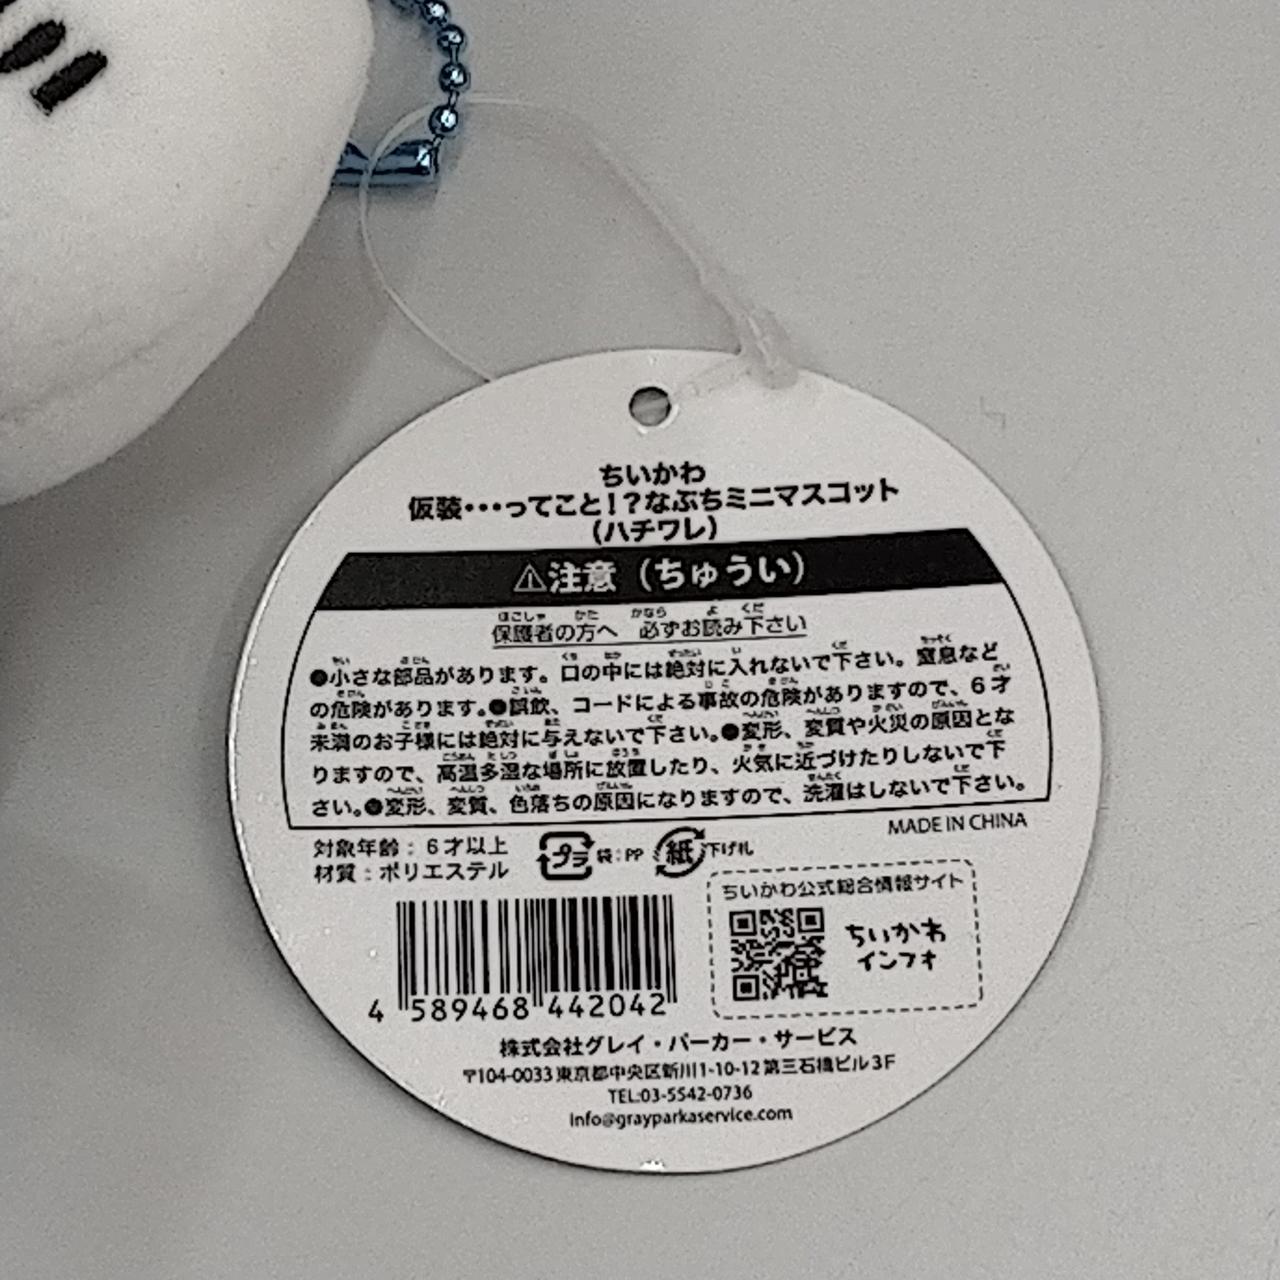 ちいかわ
仮装・・・ってこと!?なぶちミニマスコット
(ハチワレ)
⚠注意(ちゅうい)
保護者の方へ 必ずお読み下さい
●小さな部品があります。口の中には絶対に入れないで下さい。窒息など
の危険があります。●誤飲、コードによる事故の危険がありますので、6才
未満のお子様には絶対に与えないで下さい。●変形、変質や火災の原因とな
りますので、高温多湿な場所に放置したり、火気に近づけたりしないで下
さい。●変形、変質、色落ちの原因になりますので、洗濯はしないで下さい。
MADE IN CHINA
対象年齢:6才以上
材質:ポリエステル
プラ 袋:PP 紙 下げ札
ちいかわ公式総合情報サイト
ちいかわ
インフォ
4 589468 442042
株式会社グレイ・パーカー・サービス
〒104-0033 東京都中央区新川1-10-12 第三石橋ビル3F
TEL:03-5542-0736
info@grayparkaservice.com